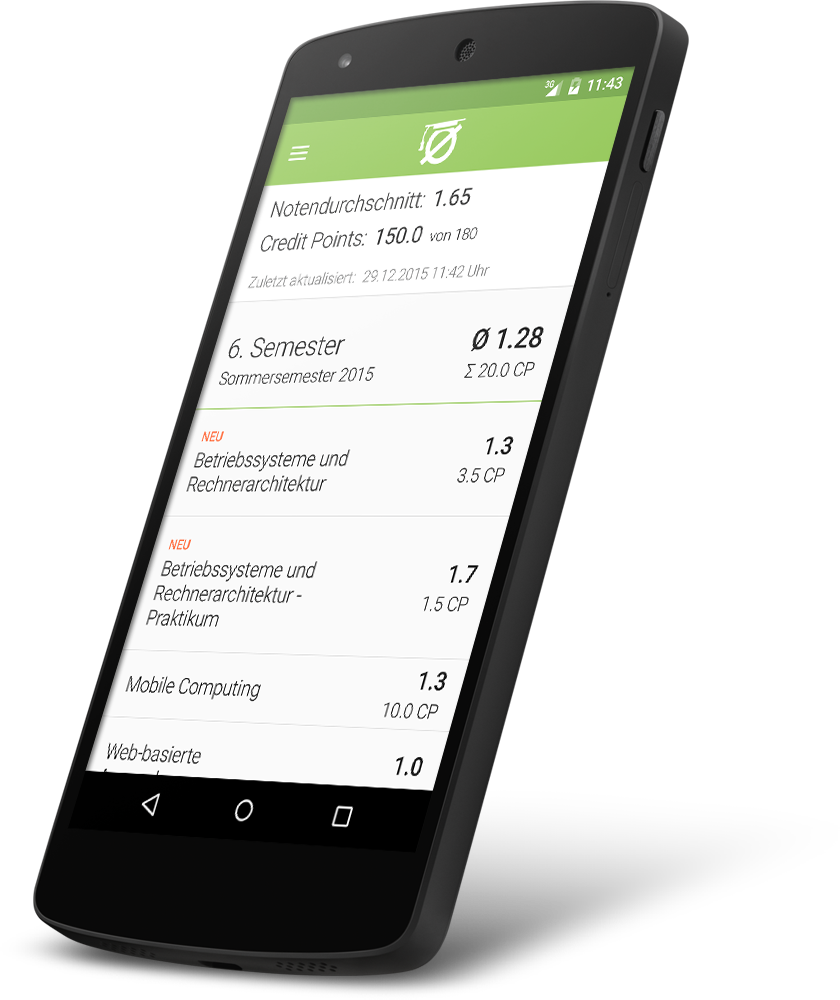 3G 11:43
Notendurchschnitt: 1.65
Credit Points: 150.0 von 180
Zuletzt aktualisiert: 29.12.2015 11:42 Uhr
6. Semester Ø 1.28
Sommersemester 2015 Σ 20.0 CP
NEU
Betriebssysteme und 1.3
Rechnerarchitektur 3.5 CP
NEU
Betriebssysteme und 1.7
Rechnerarchitektur - 1.5 CP
Praktikum
Mobile Computing 1.3
10.0 CP
Web-basierte 1.0